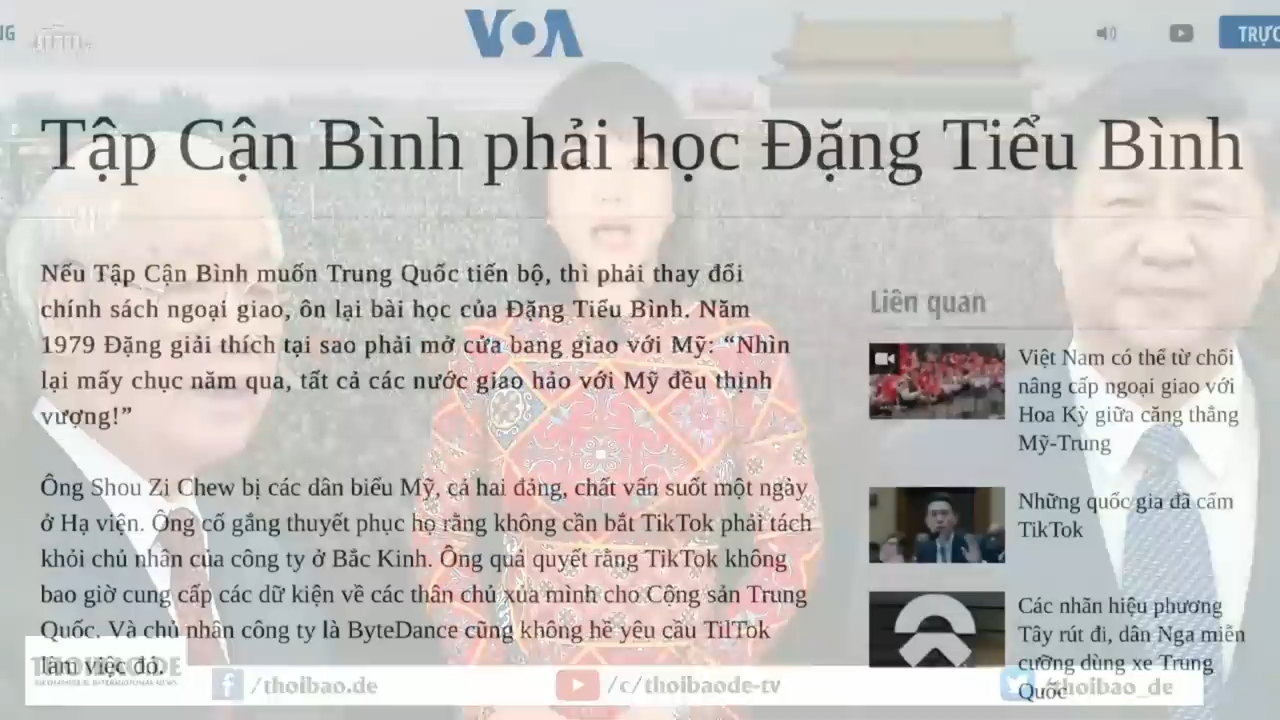 NG
VOA
TRỰC
Tập Cận Bình phải học Đặng Tiểu Bình
Nếu Tập Cận Bình muốn Trung Quốc tiến bộ, thì phải thay đổi
chính sách ngoại giao, ôn lại bài học của Đặng Tiểu Bình. Năm
1979 Đặng giải thích tại sao phải mở cửa bang giao với Mỹ: “Nhìn
lại mấy chục năm qua, tất cả các nước giao hảo với Mỹ đều thịnh
vượng!”
Ông Shou Zi Chew bị các dân biểu Mỹ, cả hai đảng, chất vấn suốt một ngày
ở Hạ viện. Ông cố gắng thuyết phục họ rằng không cần bắt TikTok phải tách
khỏi chủ nhân của công ty ở Bắc Kinh. Ông quả quyết rằng TikTok không
bao giờ cung cấp các dữ kiện về các thân chủ xủa mình cho Cộng sản Trung
Quốc. Và chủ nhân công ty là ByteDance cũng không hề yêu cầu TilTok
làm việc đó.
Liên quan
Việt Nam có thể từ chối
nâng cấp ngoại giao với
Hoa Kỳ giữa căng thẳng
Mỹ-Trung
Những quốc gia đã cấm
TikTok
Các nhãn hiệu phương
Tây rút đi, dân Nga miễn
cưỡng dùng xe Trung
Quốc
THOIBAO.DE
/thoibao.de
/c/thoibaode-tv
thoibao_de